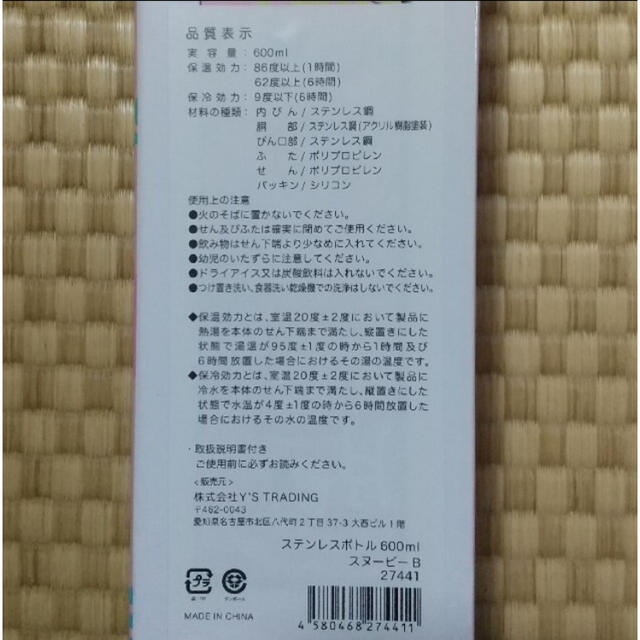 品質表示
実容量：600ml
保温効力：86度以上(1時間)
62度以上(6時間)
保冷効力：9度以下(6時間)
材料の種類：内びん/ステンレス鋼
胴部/ステンレス鋼(アクリル樹脂塗装)
びん口部/ステンレス鋼
ふた/ポリプロピレン
せん/ポリプロピレン
パッキン/シリコン
使用上の注意
●火のそばに置かないでください。
●せん及びふたは確実に閉めてご使用ください。
●飲み物はせん下端より少なめに入れてください。
●幼児のいたずらに注意してください。
●ドライアイス又は炭酸飲料は入れないでください。
●つけ置き洗い、食器洗い乾燥機での洗浄はしないでください。
◆保温効力とは、室温20度±2度において製品に
熱湯を本体のせん下端まで満たし、縦置きにした
状態で湯温が95度±1度の時から1時間及び
6時間放置した場合におけるその湯の温度です。
◆保冷効力とは、室温20度±2度において製品に
冷水を本体のせん下端まで満たし、縦置きにした
状態で水温が4度±1度の時から6時間放置した
場合におけるその水の温度です。
・取扱説明書付き
ご使用前に必ずお読みください。
<販売元>
株式会社Y'S TRADING
〒462-0043
愛知県名古屋市北区八代町2丁目37-3 大西ビル1階
ステンレスボトル600ml
スヌーピーB
27441
プラ
ダンボール
MADE IN CHINA
4 580468 274411